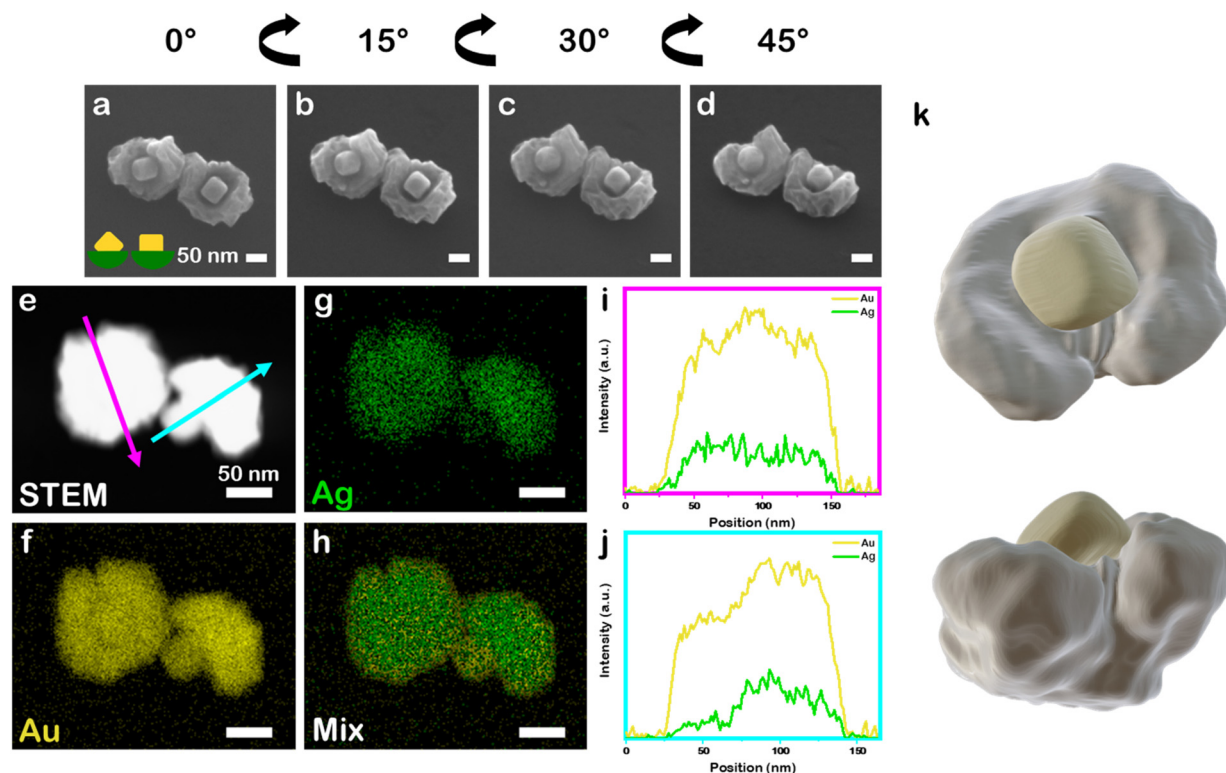 0° 15° 30° 45°
a b c d k
50 nm
e g i
Au
Ag
Intensity (a.u.)
50 nm
STEM Ag
50 100 150
Position (nm)
f h j
Au
Ag
Intensity (a.u.)
Au Mix
0 50 100 150
Position (nm)